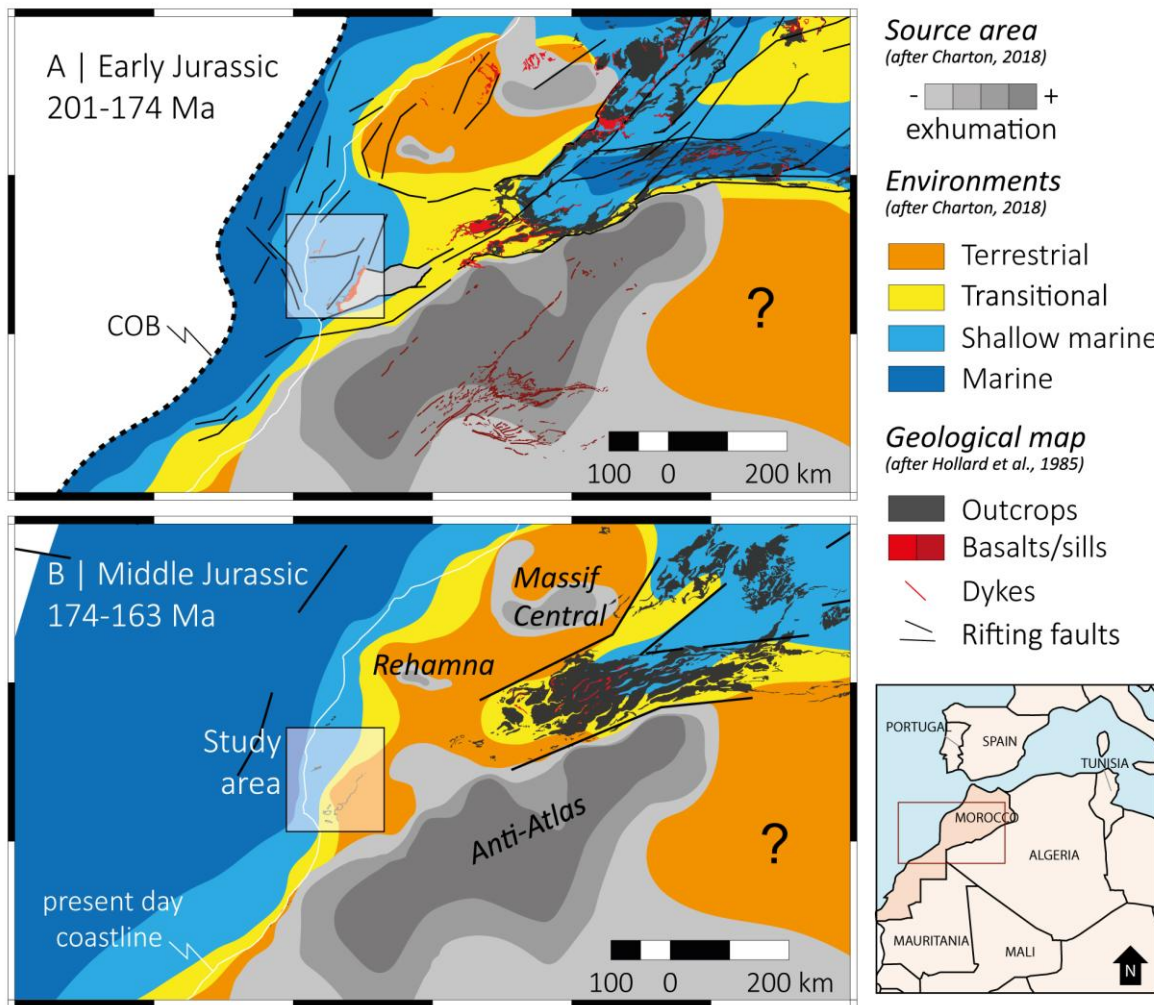 A | Early Jurassic
201-174 Ma
COB
?
100 0 200 km
B | Middle Jurassic
174-163 Ma
Massif
Central
Rehamna
Study
area
Anti-Atlas
?
present day
coastline
100 0 200 km
Source area
(after Charton, 2018)
- +
exhumation
Environments
(after Charton, 2018)
Terrestrial
Transitional
Shallow marine
Marine
Geological map
(after Hollard et al., 1985)
Outcrops
Basalts/sills
Dykes
Rifting faults
PORTUGAL
SPAIN
TUNISIA
MOROCCO
ALGERIA
MAURITANIA
MALI
N